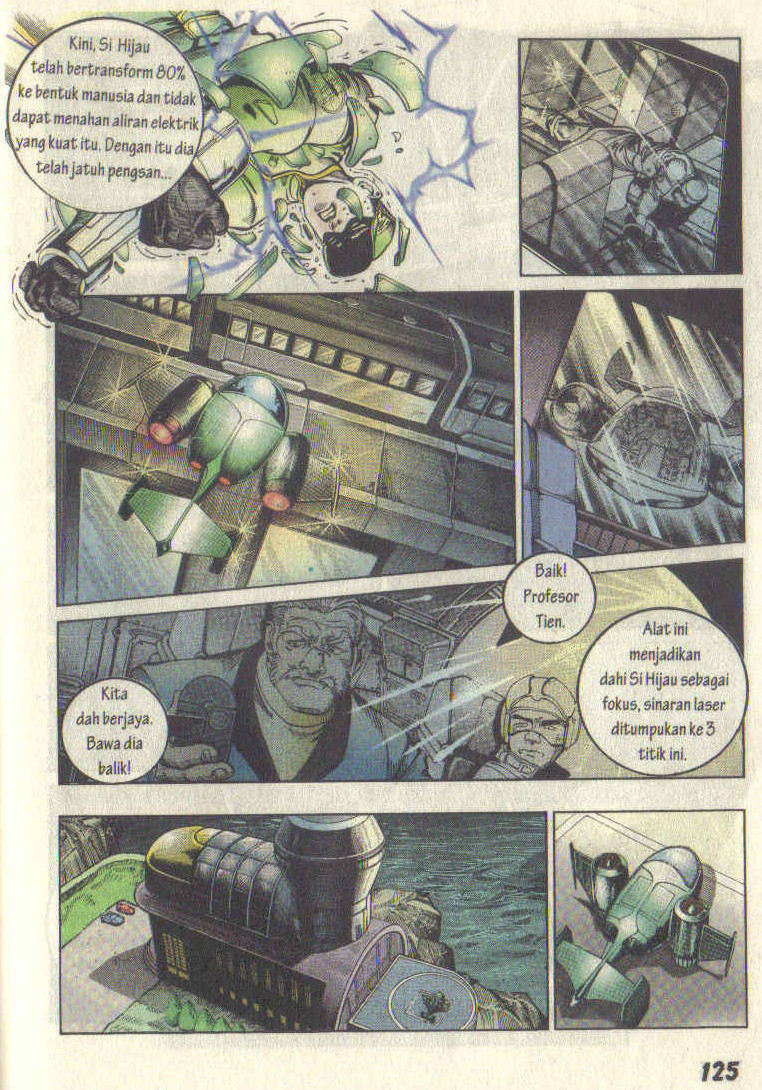 Kini, Si Hijau
telah bertransform 80%
ke bentuk manusia dan tidak
dapat menahan aliran elektrik
yang kuat itu. Dengan itu dia
telah jatuh pengsan...
Baik!
Profesor
Tien.
Alat ini
menjadikan
dahi Si Hijau sebagai
fokus, sinaran laser
ditumpukan ke 3
titik ini.
Kita
dah berjaya.
Bawa dia
balik!
125